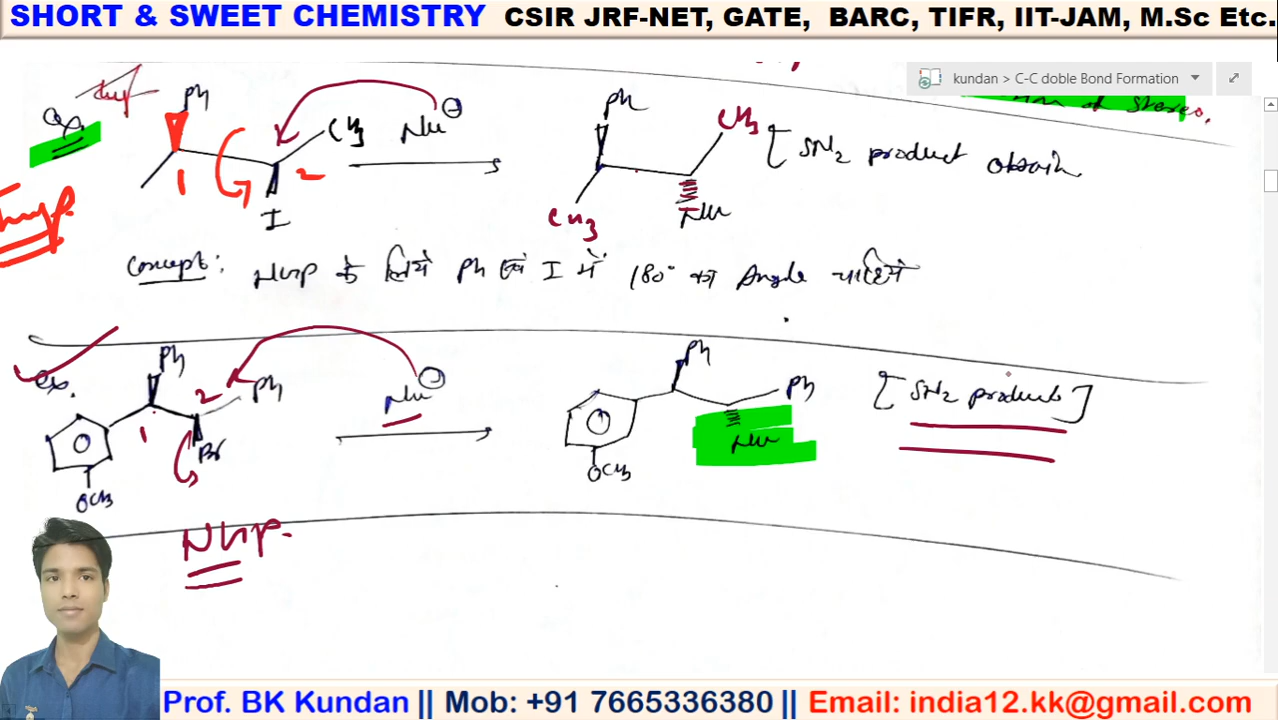 SHORT & SWEET CHEMISTRY CSIR JRF-NET, GATE, BARC, TIFR, IIT-JAM, M.Sc Etc.
kundan > C-C doble Bond Formation
of stereo.
Ph
CH3
Nu⊖
1
2
I
Ph
CH3
CH3
Nu
[SN2 product obtain
Concept: NGP के लिये Ph एवं I में 180° का Angle चाहिये
ex.
Ph
2
Ph
1
Br
OCH3
Nu⊖
Ph
Ph
Nu
OCH3
[SN2 product]
NGP.
Prof. BK Kundan || Mob: +91 7665336380 || Email: india12.kk@gmail.com